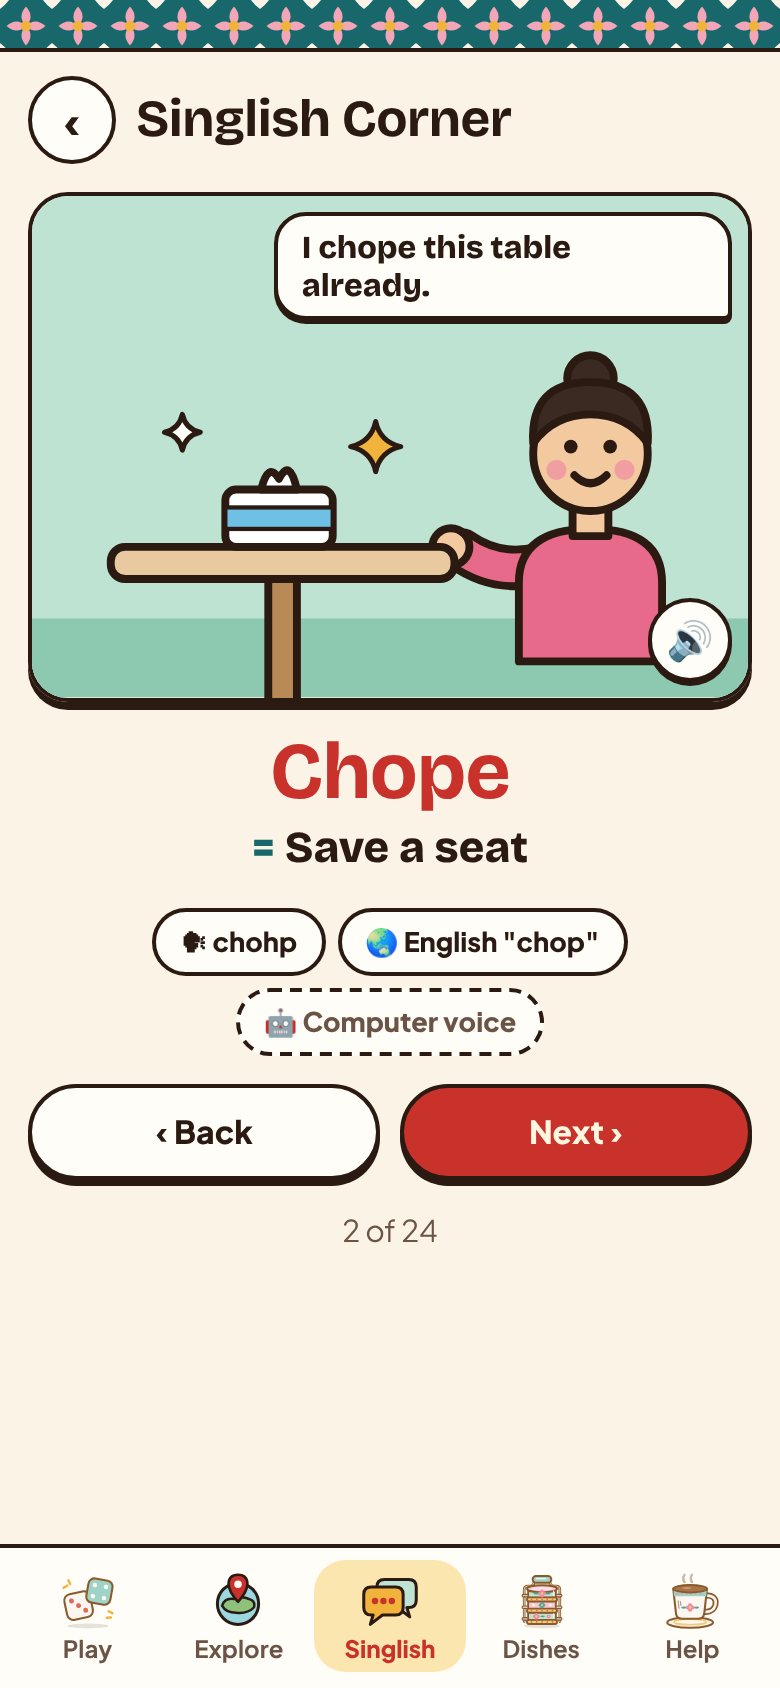 ‹ Singlish Corner
I chope this table
already.
Chope
= Save a seat
chohp
English "chop"
Computer voice
‹ Back
Next ›
2 of 24
Play
Explore
Singlish
Dishes
Help